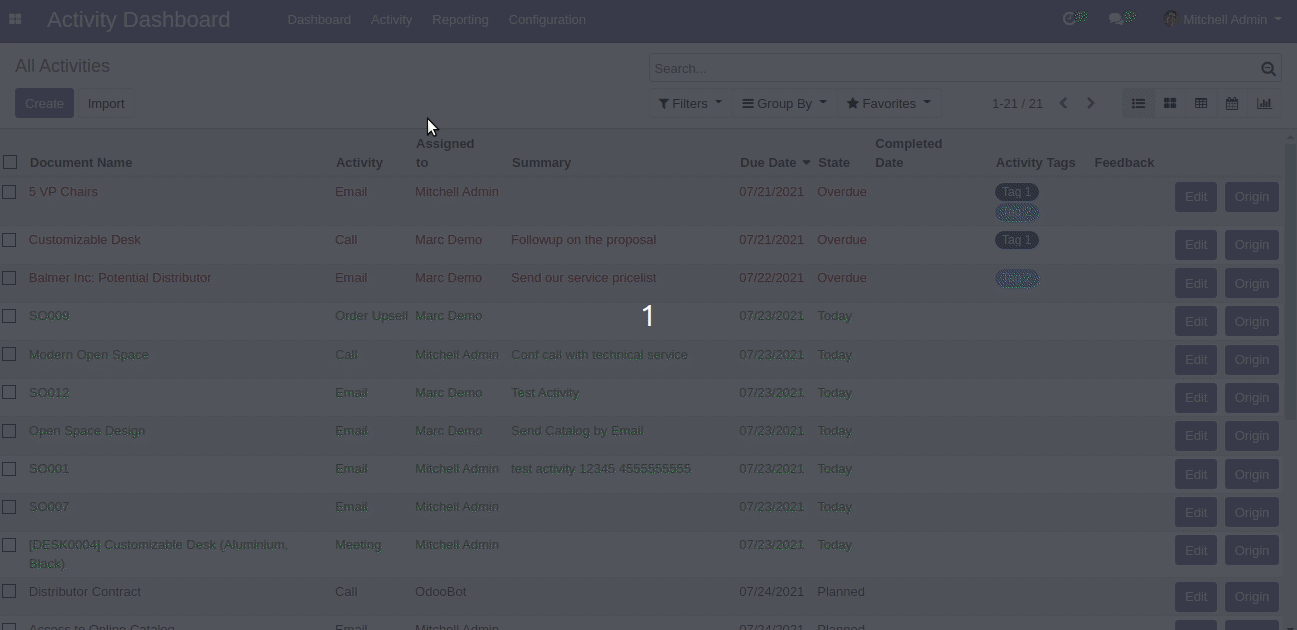 Activity Dashboard Dashboard Activity Reporting Configuration Mitchell Admin
All Activities Search...
Create Import Filters Group By Favorites 1-21 / 21
Document Name Activity Assigned to Summary Due Date State Completed Date Activity Tags Feedback
5 VP Chairs Email Mitchell Admin 07/21/2021 Overdue Tag 1 Edit Origin
Customizable Desk Call Marc Demo Followup on the proposal 07/21/2021 Overdue Tag 1 Edit Origin
Balmer Inc: Potential Distributor Email Marc Demo Send our service pricelist 07/22/2021 Overdue Edit Origin
1
SO009 Order Upsell Marc Demo 07/23/2021 Today Edit Origin
Modern Open Space Call Mitchell Admin Conf call with technical service 07/23/2021 Today Edit Origin
SO012 Email Marc Demo Test Activity 07/23/2021 Today Edit Origin
Open Space Design Email Marc Demo Send Catalog by Email 07/23/2021 Today Edit Origin
SO001 Email Mitchell Admin test activity 12345 4555555555 07/23/2021 Today Edit Origin
SO007 Email Mitchell Admin 07/23/2021 Today Edit Origin
[DESK0004] Customizable Desk (Aluminium, Meeting Mitchell Admin 07/23/2021 Today Edit Origin
Black)
Distributor Contract Call OdooBot 07/24/2021 Planned Edit Origin
Access to Online Catalog Email Mitchell Admin 07/24/2021 Planned